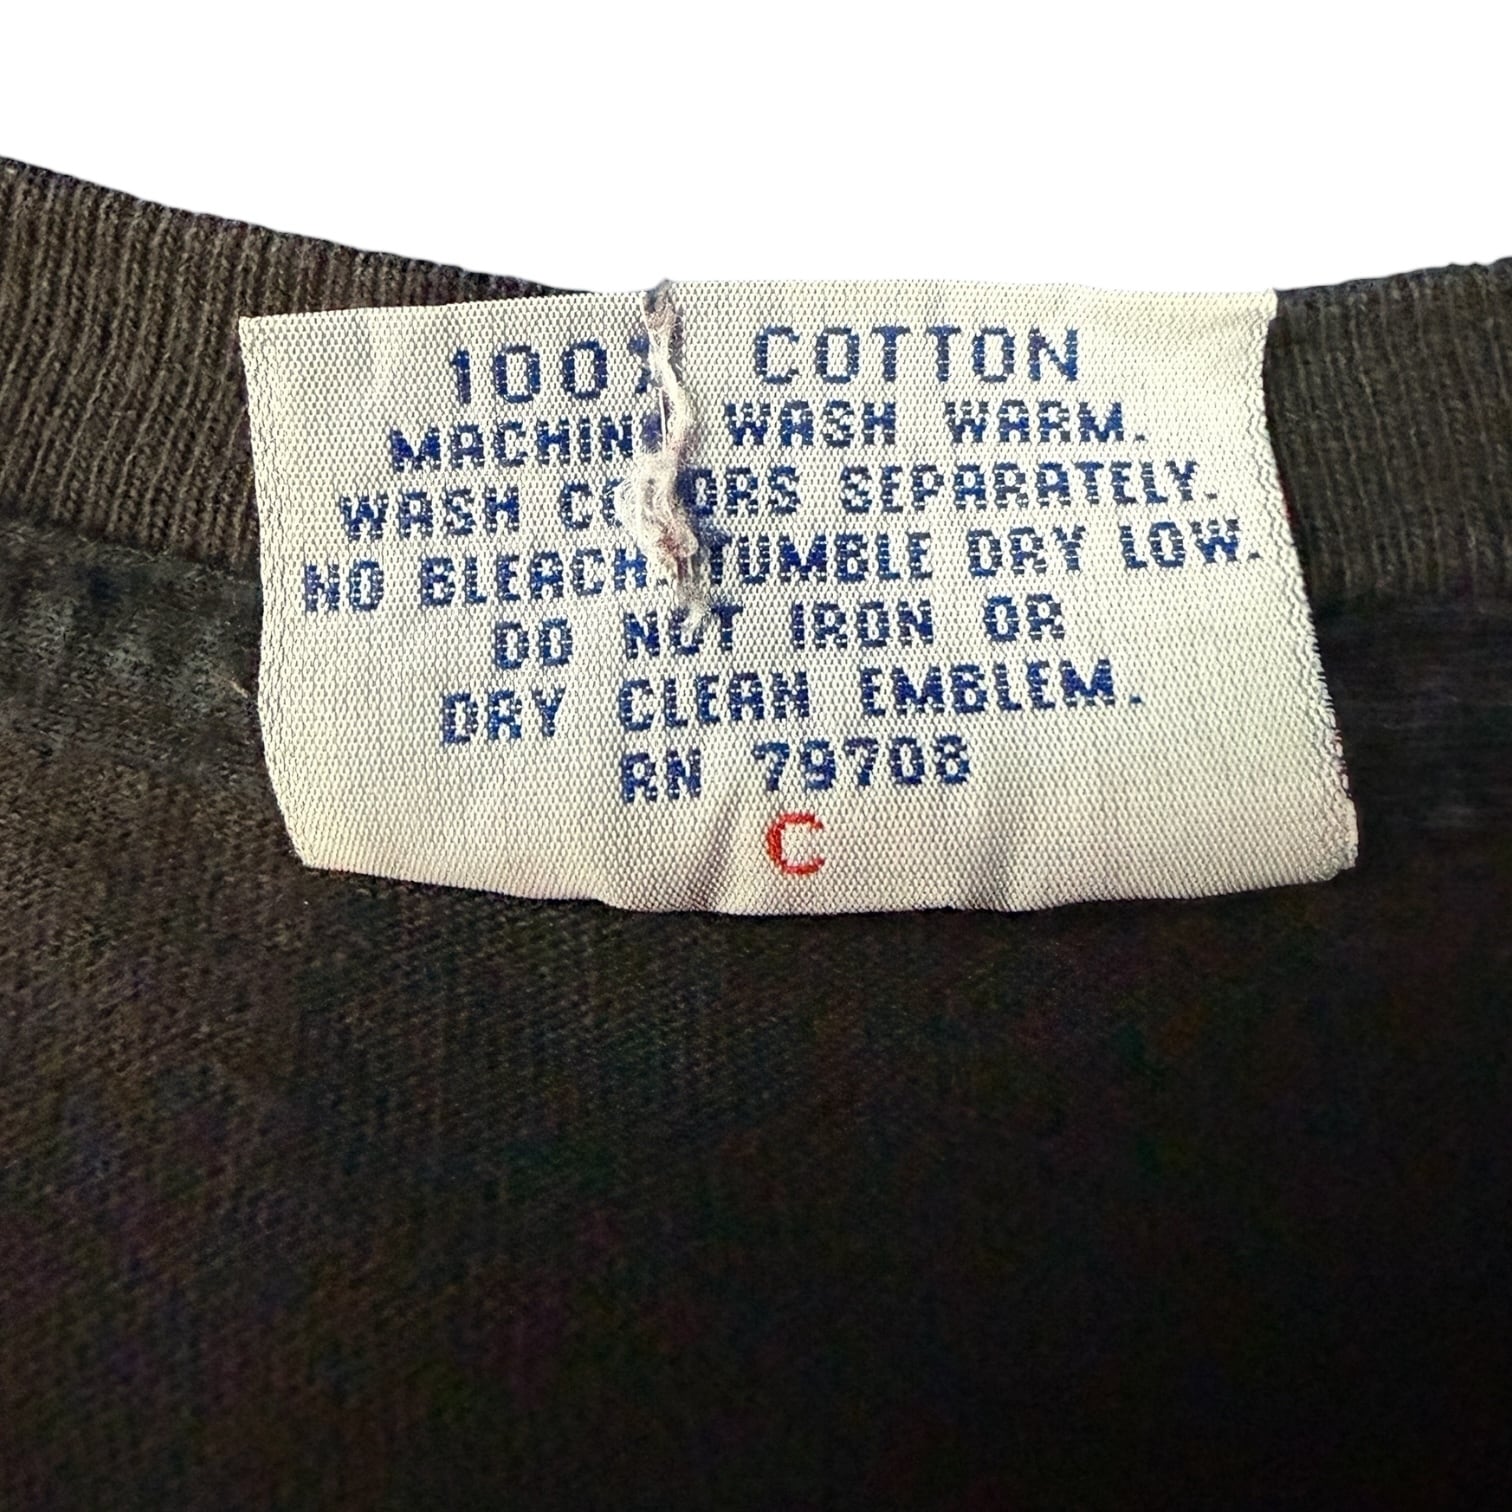 100% COTTON
MACHINE WASH WARM.
WASH COLORS SEPARATELY.
NO BLEACH. TUMBLE DRY LOW.
DO NOT IRON OR
DRY CLEAN EMBLEM.
RN 79708
C